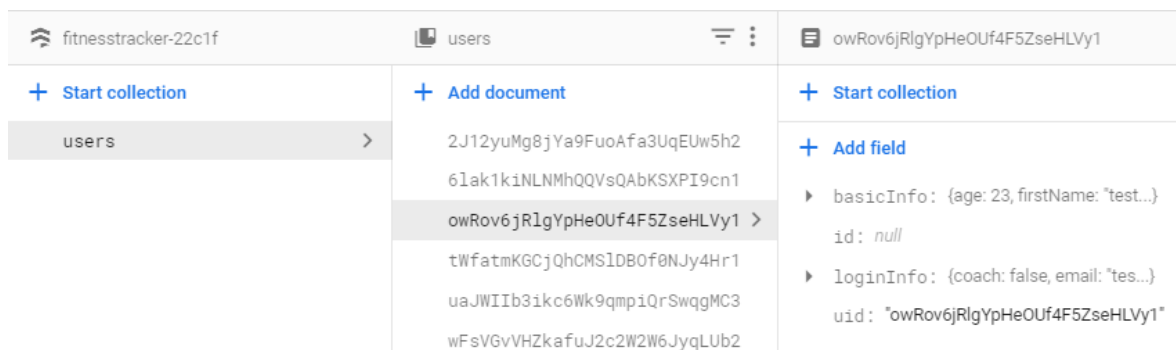 fitnesstracker-22c1f
users
owRov6jRlgYpHeOUf4F5ZseHLVy1
+ Start collection
+ Add document
+ Start collection
users
2J12yuMg8jYa9FuoAfa3UqEUw5h2
6lak1kiNLNMhQQVsQAbKSXPI9cn1
owRov6jRlgYpHeOUf4F5ZseHLVy1
tWfatmKGCjQhCMSlDBOf0NJy4Hr1
uaJWIIb3ikc6Wk9qmpiQrSwqgMC3
wFsVGvVHZkafuJ2c2W2W6JyqLUb2
+ Add field
basicInfo: {age: 23, firstName: "test...}
id: null
loginInfo: {coach: false, email: "tes...}
uid: "owRov6jRlgYpHeOUf4F5ZseHLVy1"